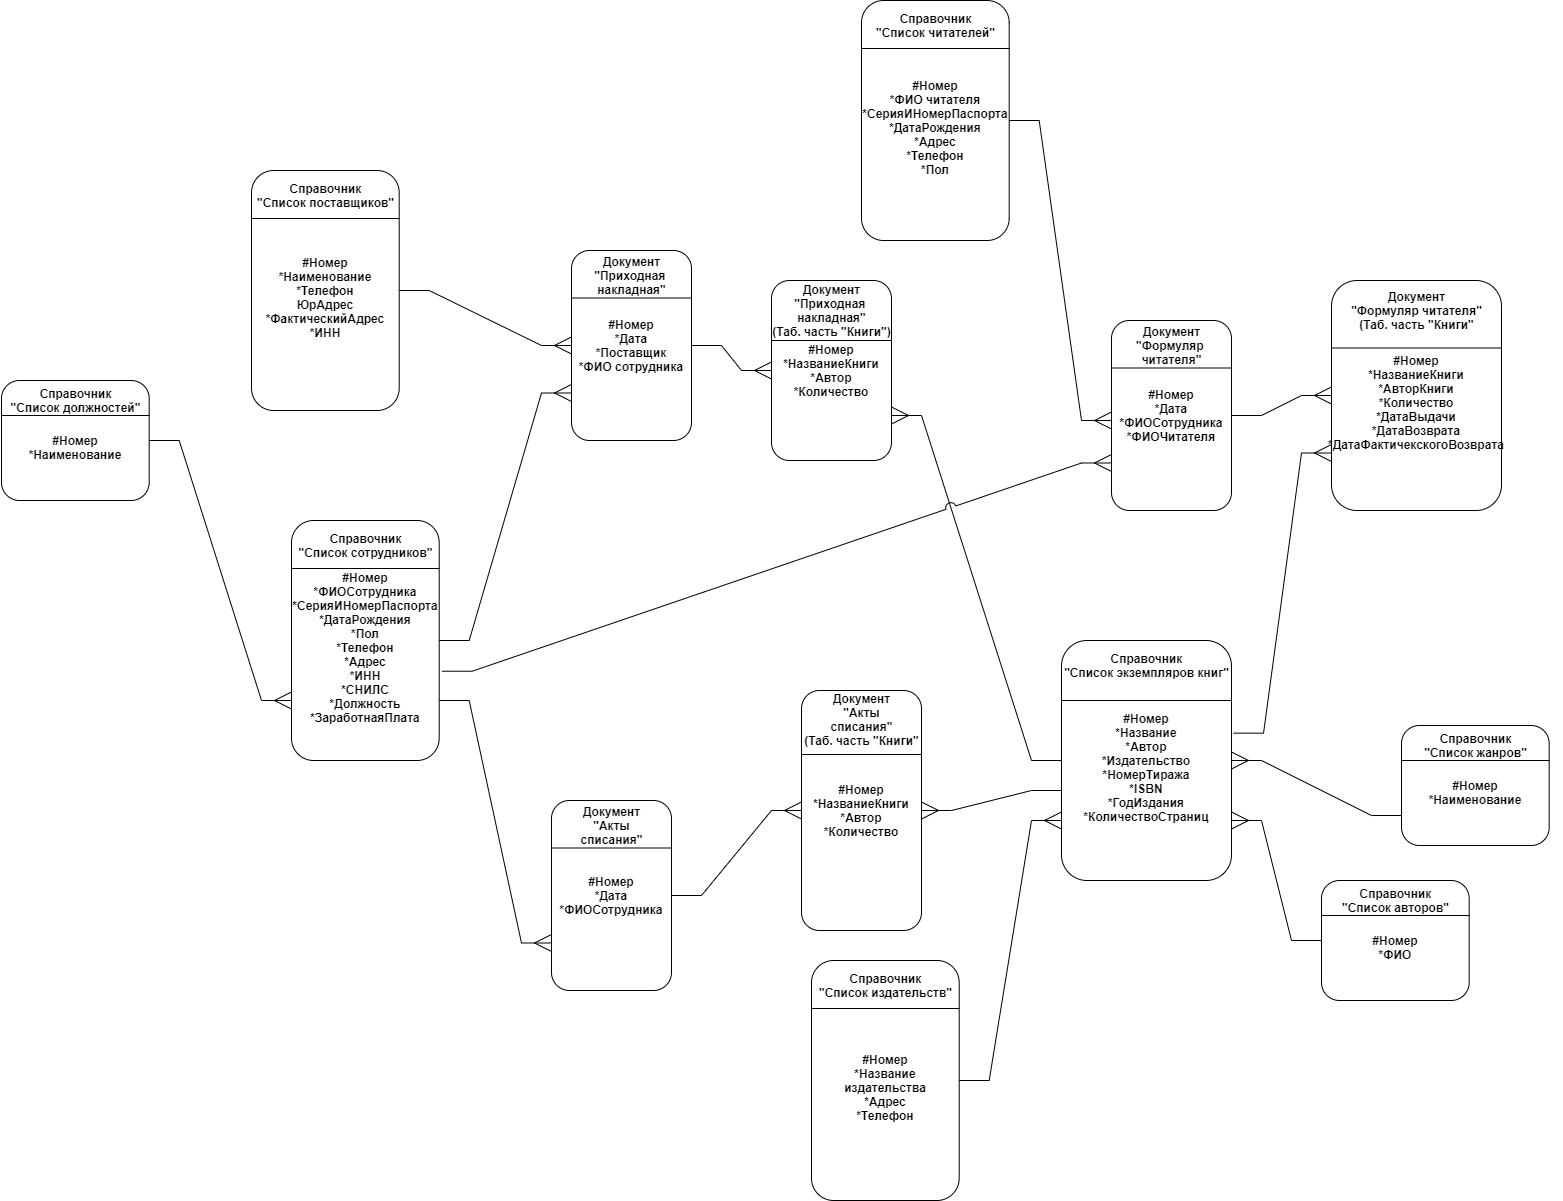 Справочник
"Список читателей"
#Номер
*ФИО читателя
*СерияИНомерПаспорта
*ДатаРождения
*Адрес
*Телефон
*Пол
Справочник
"Список поставщиков"
#Номер
*Наименование
*Телефон
ЮрАдрес
*ФактическийАдрес
*ИНН
Документ
"Приходная
накладная"
#Номер
*Дата
*Поставщик
*ФИО сотрудника
Документ
"Приходная
накладная"
(Таб. часть "Книги")
#Номер
*НазваниеКниги
*Автор
*Количество
Документ
"Формуляр
читателя"
#Номер
*Дата
*ФИОСотрудника
*ФИОЧитателя
Документ
"Формуляр читателя"
(Таб. часть "Книги"
#Номер
*НазваниеКниги
*АвторКниги
*Количество
*ДатаВыдачи
*ДатаВозврата
*ДатаФактичекскогоВозврата
Справочник
"Список должностей"
#Номер
*Наименование
Справочник
"Список сотрудников"
#Номер
*ФИОСотрудника
*СерияИНомерПаспорта
*ДатаРождения
*Пол
*Телефон
*Адрес
*ИНН
*СНИЛС
*Должность
*ЗаработнаяПлата
Документ
"Акты
списания"
(Таб. часть "Книги"
#Номер
*НазваниеКниги
*Автор
*Количество
Справочник
"Список экземпляров книг"
#Номер
*Название
*Автор
*Издательство
*НомерТиража
*ISBN
*ГодИздания
*КоличествоСтраниц
Справочник
"Список жанров"
#Номер
*Наименование
Документ
"Акты
списания"
#Номер
*Дата
*ФИОСотрудника
Справочник
"Список авторов"
#Номер
*ФИО
Справочник
"Список издательств"
#Номер
*Название
издательства
*Адрес
*Телефон